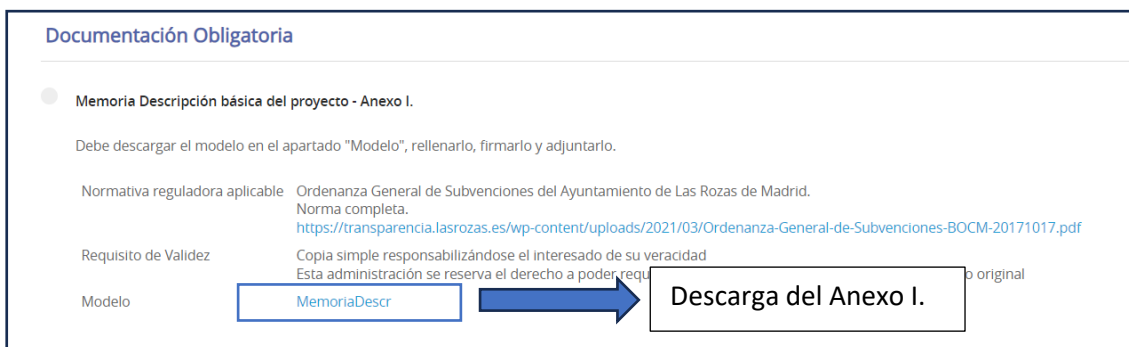 Documentación Obligatoria
Memoria Descripción básica del proyecto - Anexo I.
Debe descargar el modelo en el apartado "Modelo", rellenarlo, firmarlo y adjuntarlo.
Normativa reguladora aplicable Ordenanza General de Subvenciones del Ayuntamiento de Las Rozas de Madrid.
Norma completa.
https://transparencia.lasrozas.es/wp-content/uploads/2021/03/Ordenanza-General-de-Subvenciones-BOCM-20171017.pdf
Requisito de Validez Copia simple responsabilizándose el interesado de su veracidad
Esta administración se reserva el derecho a poder original
Modelo MemoriaDescr
Descarga del Anexo I.